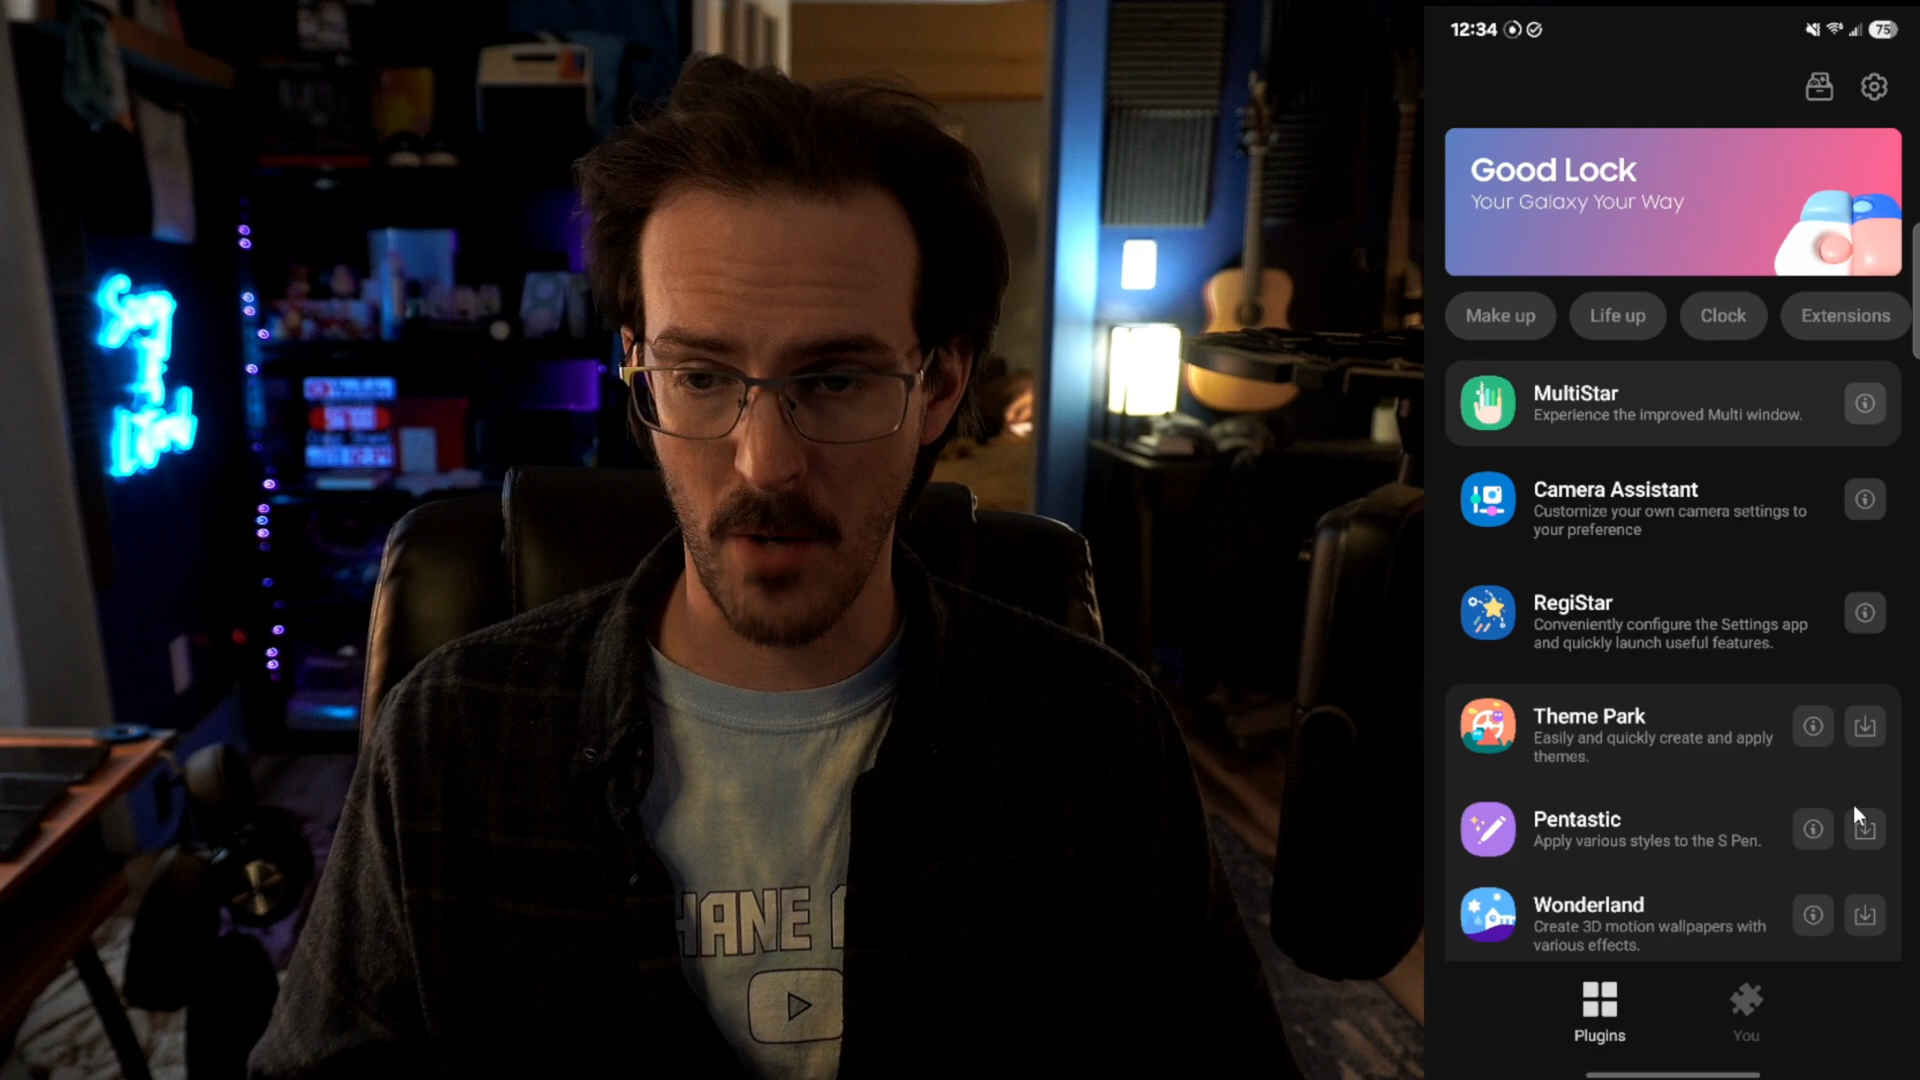 12:34
75
Good Lock
Your Galaxy Your Way
Make up
Life up
Clock
Extensions
MultiStar
Experience the improved Multi window.
Camera Assistant
Customize your own camera settings to
your preference
RegiStar
Conveniently configure the Settings app
and quickly launch useful features.
Theme Park
Easily and quickly create and apply
themes.
Pentastic
Apply various styles to the S Pen.
Wonderland
Create 3D motion wallpapers with
various effects.
Plugins
You
HANE